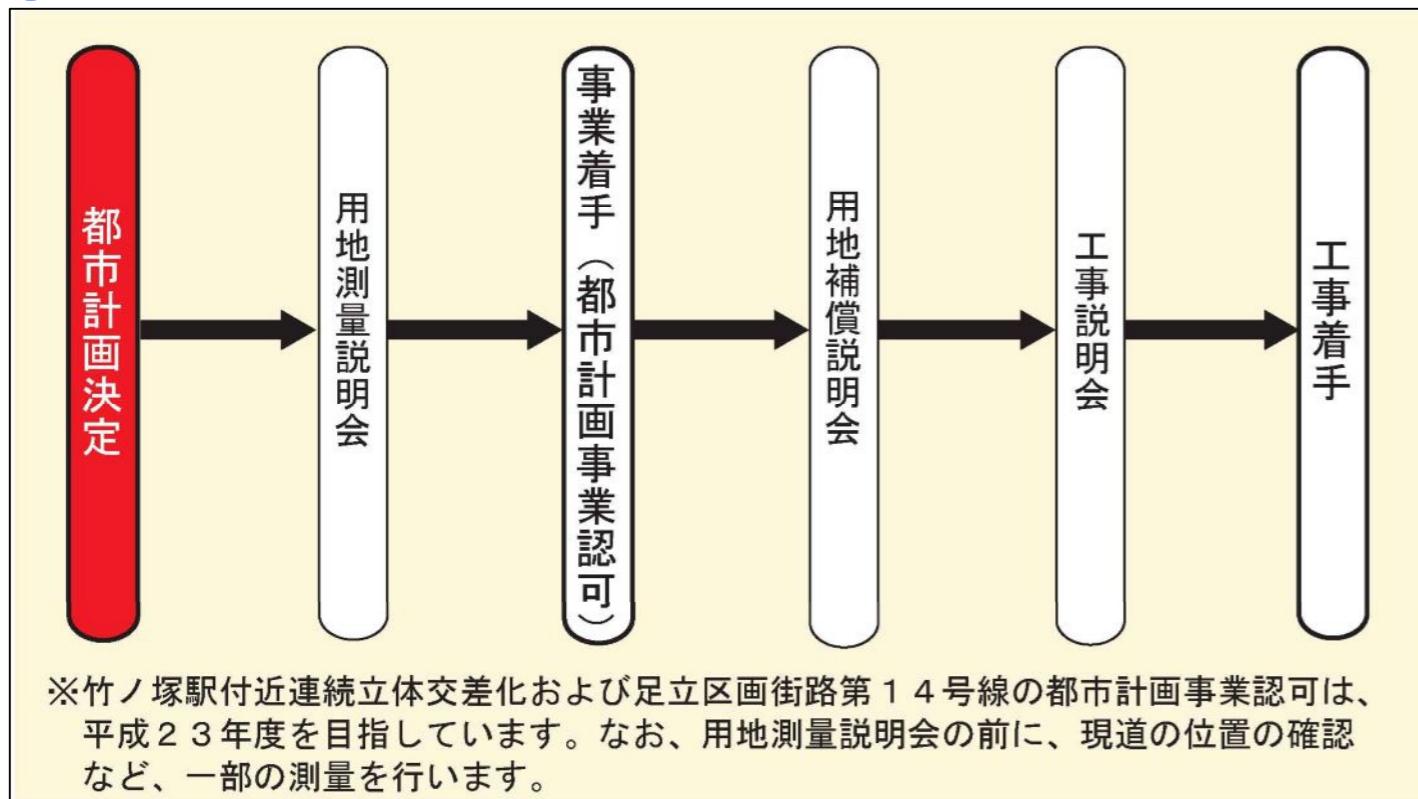 都市計画決定
用地測量説明会
事業着手（都市計画事業認可）
用地補償説明会
工事説明会
工事着手
※竹ノ塚駅付近連続立体交差化および足立区画街路第１４号線の都市計画事業認可は、
平成２３年度を目指しています。なお、用地測量説明会の前に、現道の位置の確認
など、一部の測量を行います。